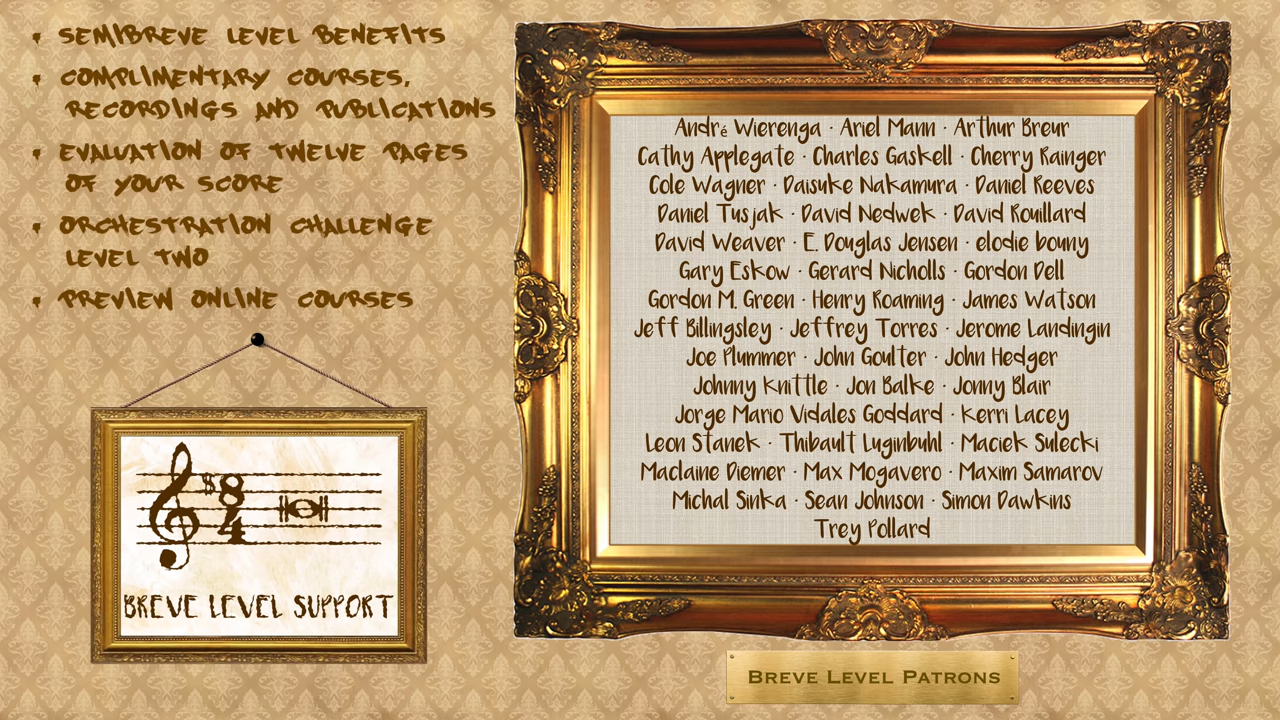 SEMIBREVE LEVEL BENEFITS
COMPLIMENTARY COURSES,
RECORDINGS AND PUBLICATIONS
EVALUATION OF TWELVE PAGES
OF YOUR SCORE
ORCHESTRATION CHALLENGE
LEVEL TWO
PREVIEW ONLINE COURSES
$8
4
BREVE LEVEL SUPPORT
André Wierenga · Ariel Mann · Arthur Breur
Cathy Applegate · Charles Gaskell · Cherry Rainger
Cole Wagner · Daisuke Nakamura · Daniel Reeves
Daniel Tusjak · David Nedwek · David Rouillard
David Weaver · E. Douglas Jensen · elodie bouny
Gary Eskow · Gerard Nicholls · Gordon Dell
Gordon M. Green · Henry Roaming · James Watson
Jeff Billingsley · Jeffrey Torres · Jerome Landingin
Joe Plummer · John Goulter · John Hedger
Johnny Knittle · Jon Balke · Jonny Blair
Jorge Mario Vidales Goddard · Kerri Lacey
Leon Stanek · Thibault Luginbuhl · Maciek Sulecki
Maclaine Diemer · Max Mogavero · Maxim Samarov
Michal Sinka · Sean Johnson · Simon Dawkins
Trey Pollard
BREVE LEVEL PATRONS